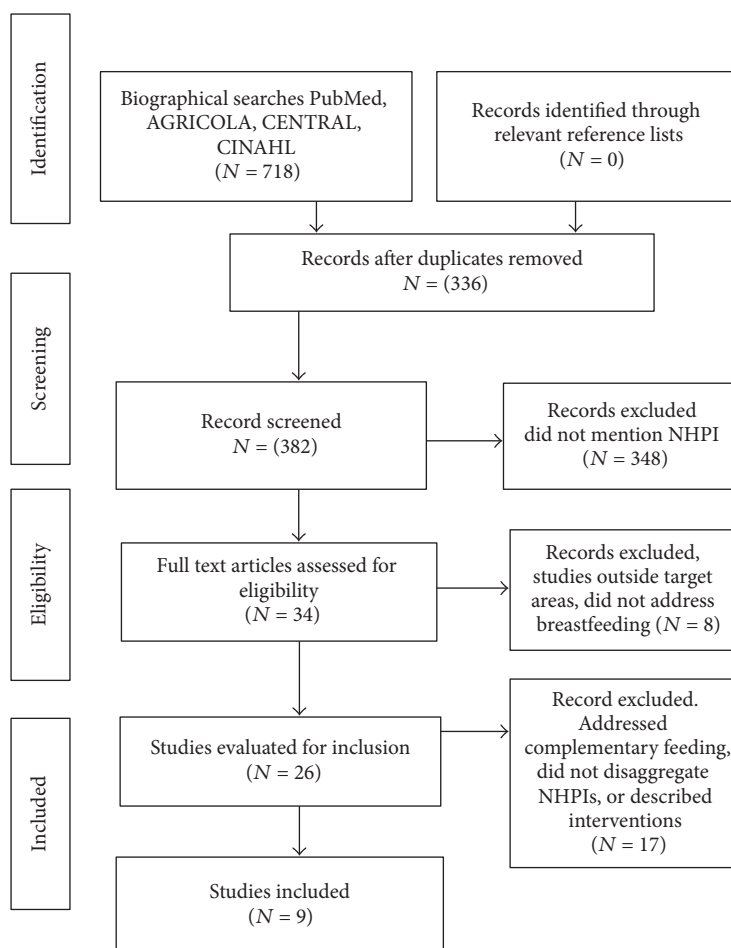 Identification
Biographical searches PubMed,
AGRICOLA, CENTRAL,
CINAHL
(N = 718)
Records identified through
relevant reference lists
(N = 0)
Records after duplicates removed
N = (336)
Screening
Record screened
N = (382)
Records excluded
did not mention NHPI
(N = 348)
Eligibility
Full text articles assessed for
eligibility
(N = 34)
Records excluded,
studies outside target
areas, did not address
breastfeeding (N = 8)
Included
Studies evaluated for inclusion
(N = 26)
Record excluded.
Addressed
complementary feeding,
did not disaggregate
NHPIs, or described
interventions
(N = 17)
Studies included
(N = 9)